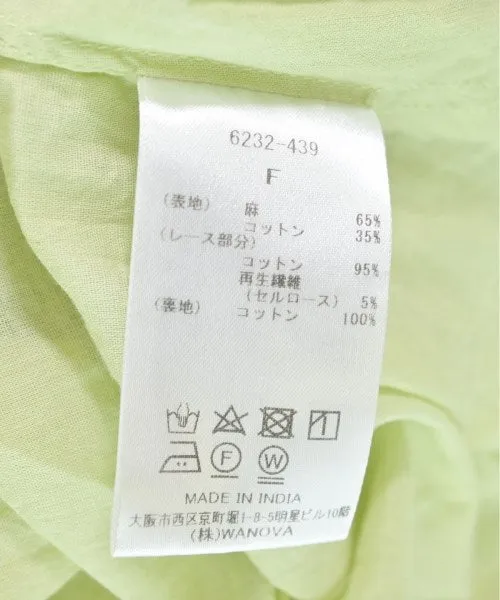 6232-439
F
(表地) 麻 65%
コットン 35%
(レース部分)
コットン 95%
再生繊維
(セルロース) 5%
(裏地) コットン 100%
F W
MADE IN INDIA
大阪市西区京町堀1-8-5明星ビル10階
(株)WANOVA